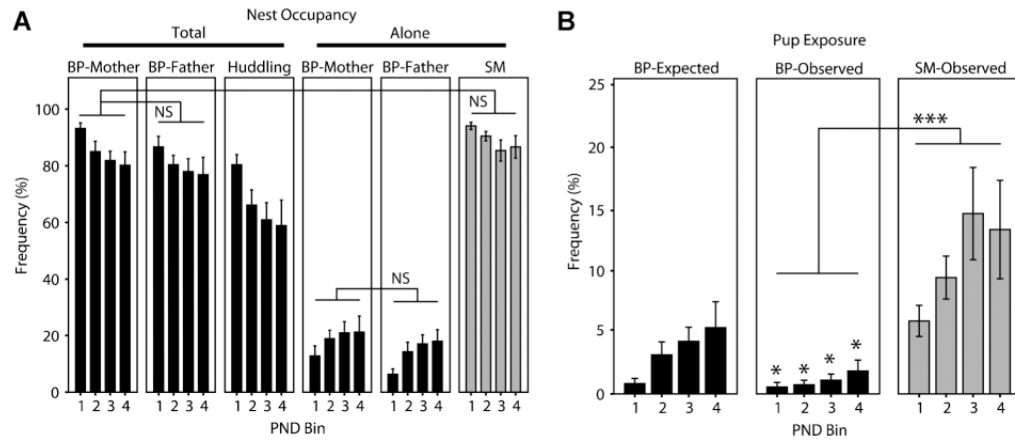 A
Nest Occupancy
Total
Alone
BP-Mother
BP-Father
Huddling
BP-Mother
BP-Father
SM
NS
NS
NS
Frequency (%)
100
80
60
40
20
0
1 2 3 4
1 2 3 4
1 2 3 4
1 2 3 4
1 2 3 4
1 2 3 4
PND Bin
B
Pup Exposure
BP-Expected
BP-Observed
SM-Observed
***
* * * *
Frequency (%)
25
20
15
10
5
0
1 2 3 4
1 2 3 4
1 2 3 4
PND Bin